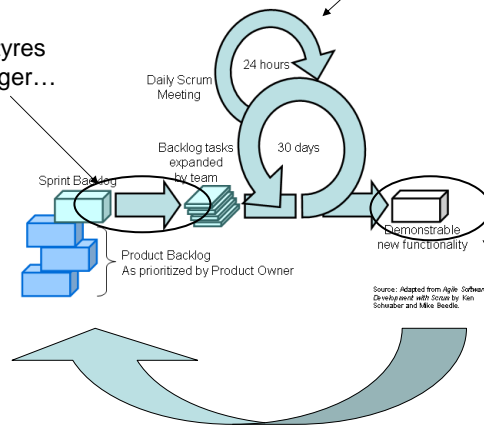 tyres
ger…
24 hours
Daily Scrum
Meeting
Backlog tasks
expanded
by team
30 days
Sprint Backlog
Demonstrable
new functionality
Product Backlog
As prioritized by Product Owner
Source: Adapted from Agile Software
Development with Scrum by Ken
Schwaber and Mike Beedle.